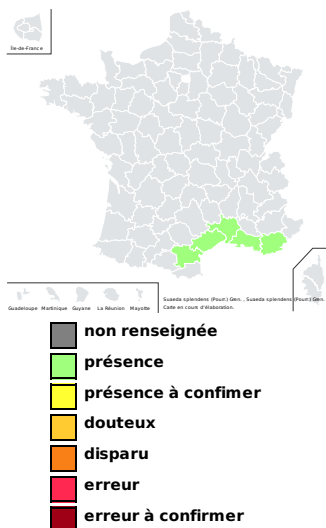 Île-de-France
Guadeloupe Martinique Guyane La Réunion Mayotte
Suaeda splendens (Pourr.) Gren. , Suaeda splendens (Pourr.) Gren.
Carte en cours d'élaboration.
non renseignée
présence
présence à confimer
douteux
disparu
erreur
erreur à confirmer